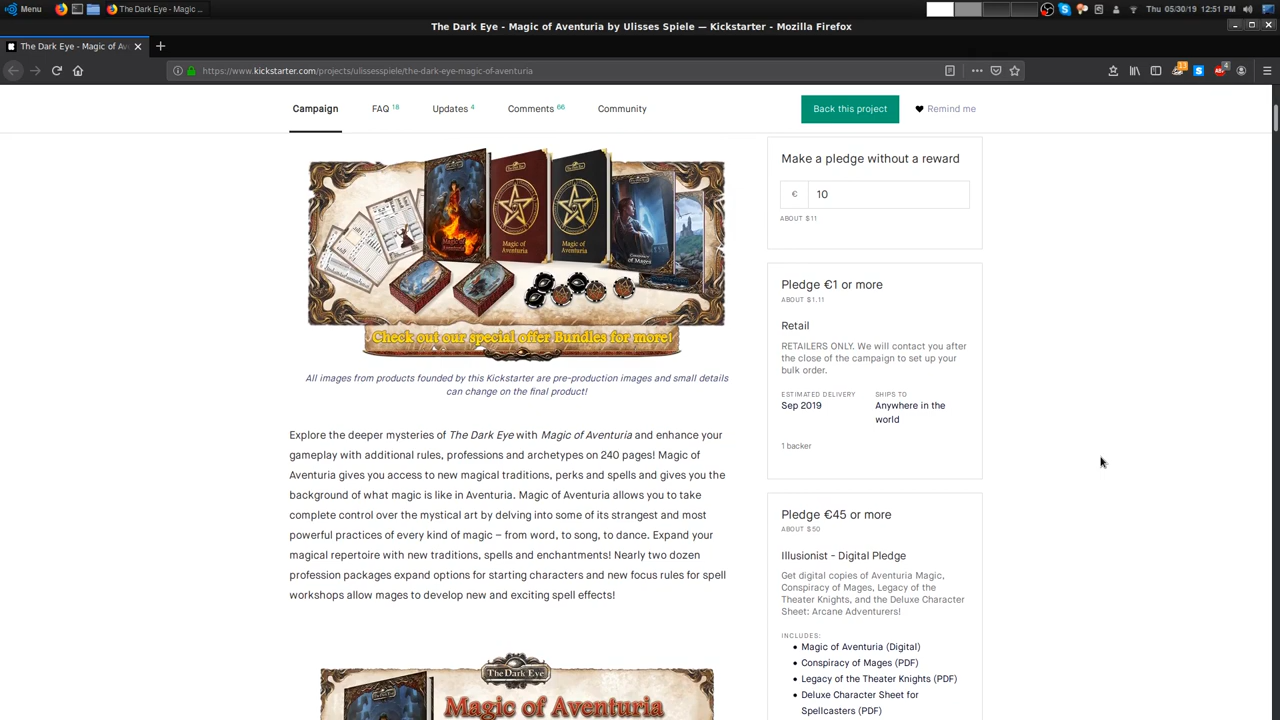 Menu
The Dark Eye - Magic ...
Thu 05/30/19
12:51 PM
The Dark Eye - Magic of Aventuria by Ulisses Spiele — Kickstarter - Mozilla Firefox
The Dark Eye - Magic of Av
https://www.kickstarter.com/projects/ulissesspiele/the-dark-eye-magic-of-aventuria
Campaign
FAQ 18
Updates 4
Comments 66
Community
Back this project
Remind me
Magic of Aventuria
Magic of Aventuria
Conspiracy of Mages
Check out our special offer Bundles for more!
All images from products founded by this Kickstarter are pre-production images and small details
can change on the final product!
Explore the deeper mysteries of The Dark Eye with Magic of Aventuria and enhance your
gameplay with additional rules, professions and archetypes on 240 pages! Magic of
Aventuria gives you access to new magical traditions, perks and spells and gives you the
background of what magic is like in Aventuria. Magic of Aventuria allows you to take
complete control over the mystical art by delving into some of its strangest and most
powerful practices of every kind of magic – from word, to song, to dance. Expand your
magical repertoire with new traditions, spells and enchantments! Nearly two dozen
profession packages expand options for starting characters and new focus rules for spell
workshops allow mages to develop new and exciting spell effects!
The Dark Eye
Magic of Aventuria
Make a pledge without a reward
€ 10
ABOUT $11
Pledge €1 or more
ABOUT $1.11
Retail
RETAILERS ONLY. We will contact you after
the close of the campaign to set up your
bulk order.
ESTIMATED DELIVERY
Sep 2019
SHIPS TO
Anywhere in the
world
1 backer
Pledge €45 or more
ABOUT $50
Illusionist - Digital Pledge
Get digital copies of Aventuria Magic,
Conspiracy of Mages, Legacy of the
Theater Knights, and the Deluxe Character
Sheet: Arcane Adventurers!
INCLUDES:
• Magic of Aventuria (Digital)
• Conspiracy of Mages (PDF)
• Legacy of the Theater Knights (PDF)
• Deluxe Character Sheet for
Spellcasters (PDF)